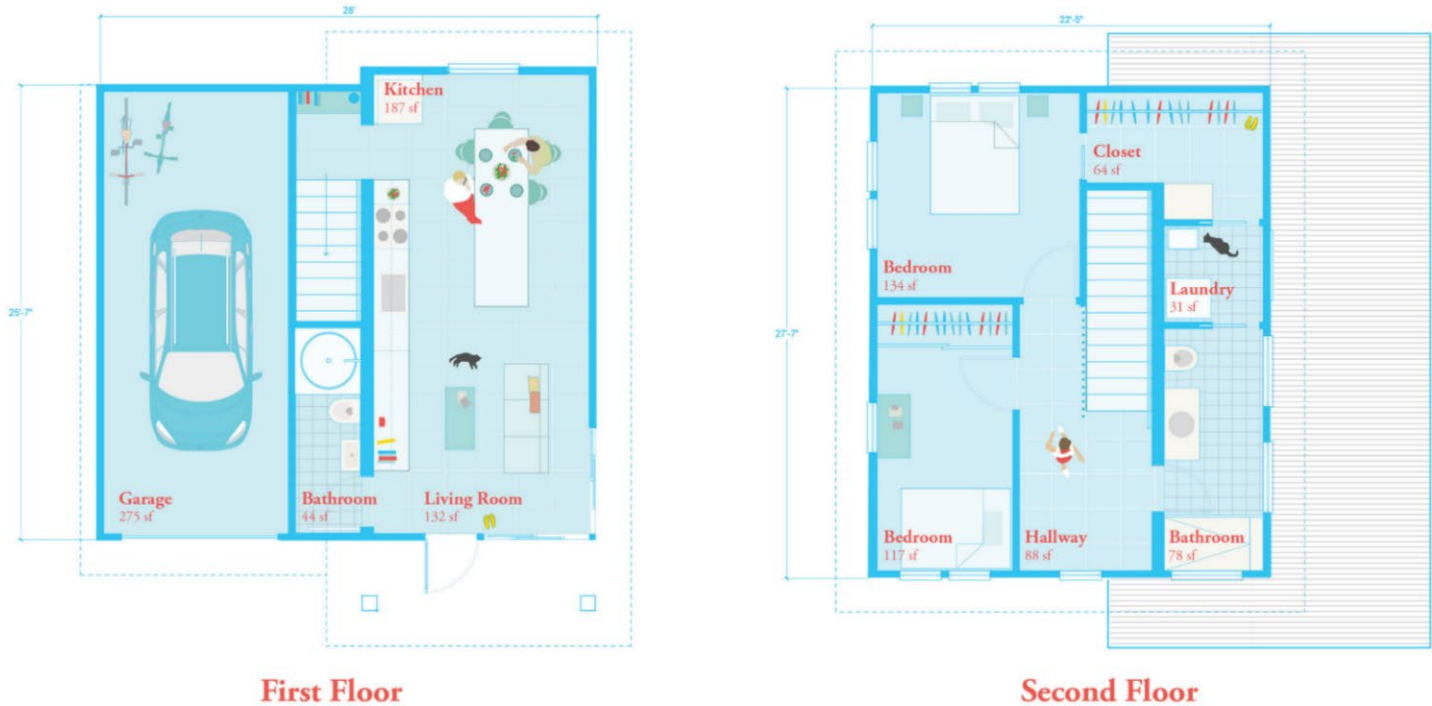 28'
25'-7"
Kitchen
187 sf
Garage
275 sf
Bathroom
44 sf
Living Room
132 sf
First Floor
22'-5"
27'-7"
Closet
64 sf
Bedroom
134 sf
Laundry
31 sf
Bedroom
117 sf
Hallway
88 sf
Bathroom
78 sf
Second Floor